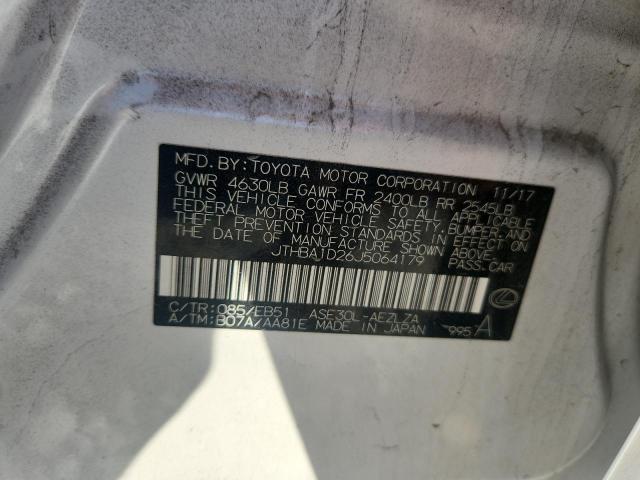 MFD. BY: TOYOTA MOTOR CORPORATION 11/17
GVWR 4630LB GAWR FR 2400LB RR 2545LB
THIS VEHICLE CONFORMS TO ALL APPLICABLE
FEDERAL MOTOR VEHICLE SAFETY, BUMPER, AND
THEFT PREVENTION STANDARDS IN EFFECT ON
THE DATE OF MANUFACTURE SHOWN ABOVE.
JTHBA1D26J5064179 PASS.CAR
C/TR: 085/EB51 ASE30L-AEZLZA
A/TM: B07A/AA81E MADE IN JAPAN 995 A